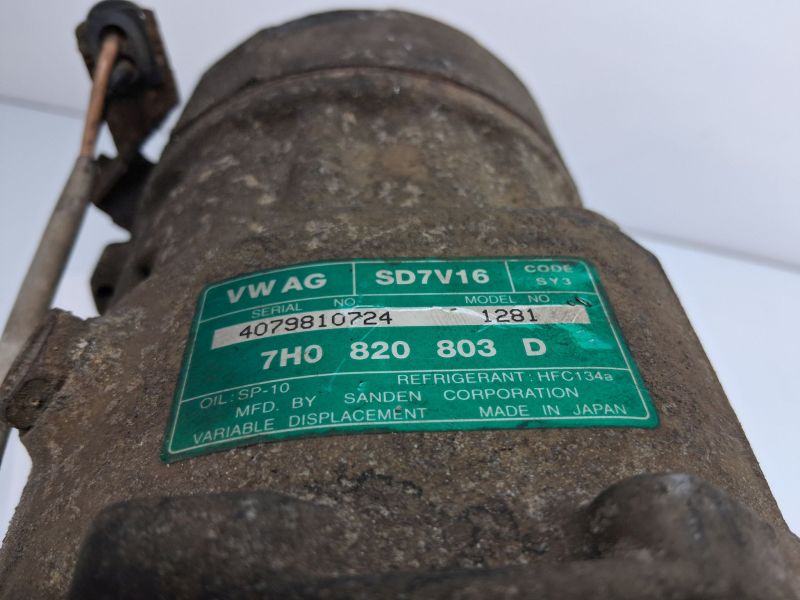 VW AG SD7V16 CODE
SY3
SERIAL NO. MODEL NO.
4079810724 1281
7H0 820 803 D
OIL: SP-10 REFRIGERANT: HFC134a
MFD. BY SANDEN CORPORATION
VARIABLE DISPLACEMENT MADE IN JAPAN